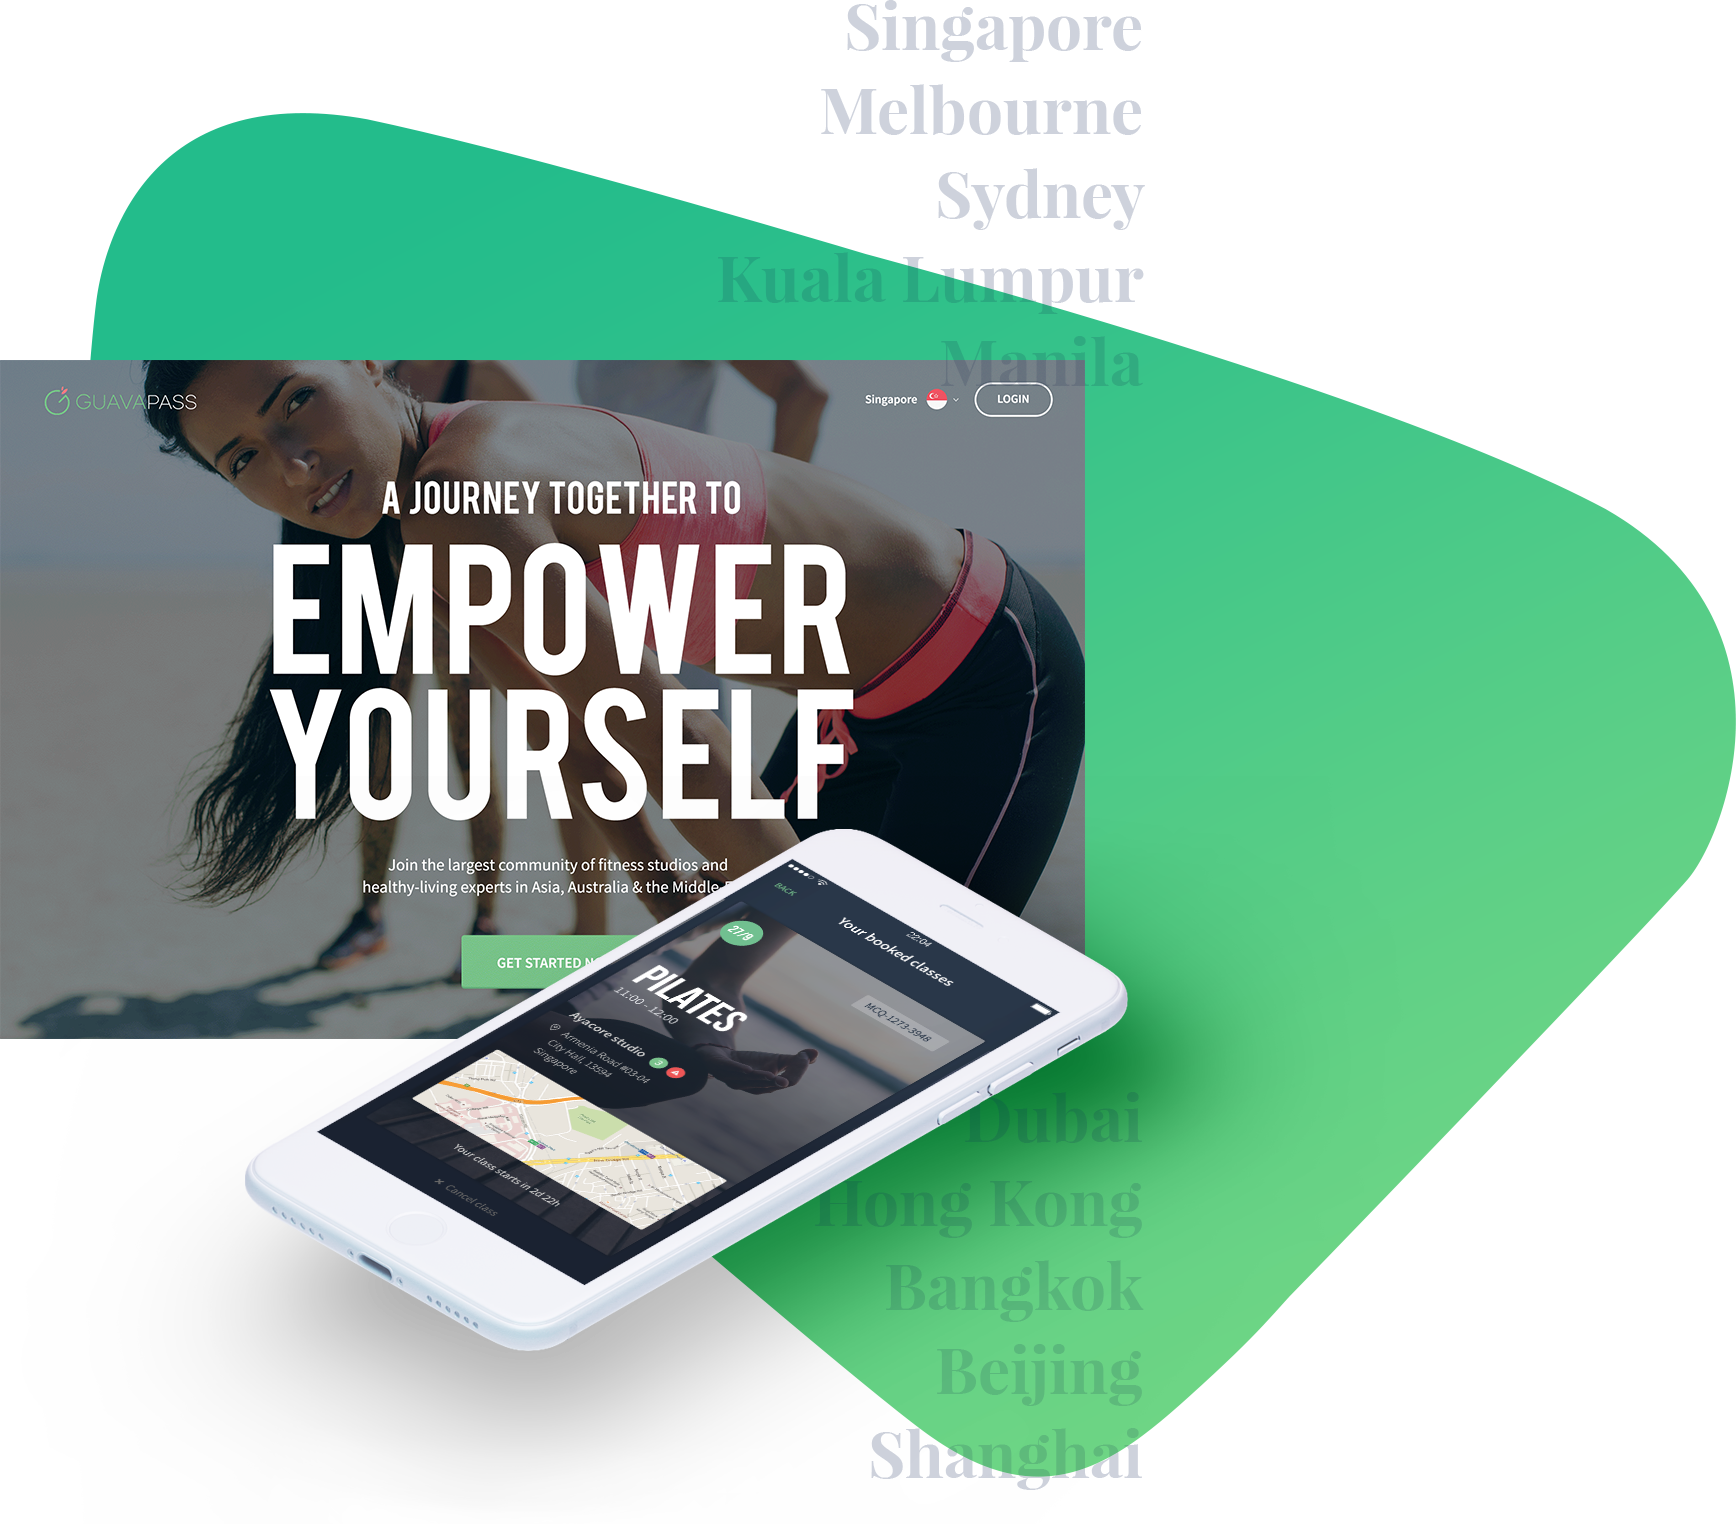 Singapore
Melbourne
Sydney
Kuala Lumpur
Manila
GUAVAPASS
Singapore
LOGIN
A JOURNEY TOGETHER TO
EMPOWER
YOURSELF
Join the largest community of fitness studios and
healthy-living experts in Asia, Australia & the Middle
GET STARTED
22:04
BACK
Your booked classes
27/9
MCQ-1273-3948
PILATES
11:00 - 12:00
Ayacore studio
Armenia Road #03-04
City Hall, 13594
Singapore
Your class starts in 2d 22h
× Cancel class
Dubai
Hong Kong
Bangkok
Beijing
Shanghai